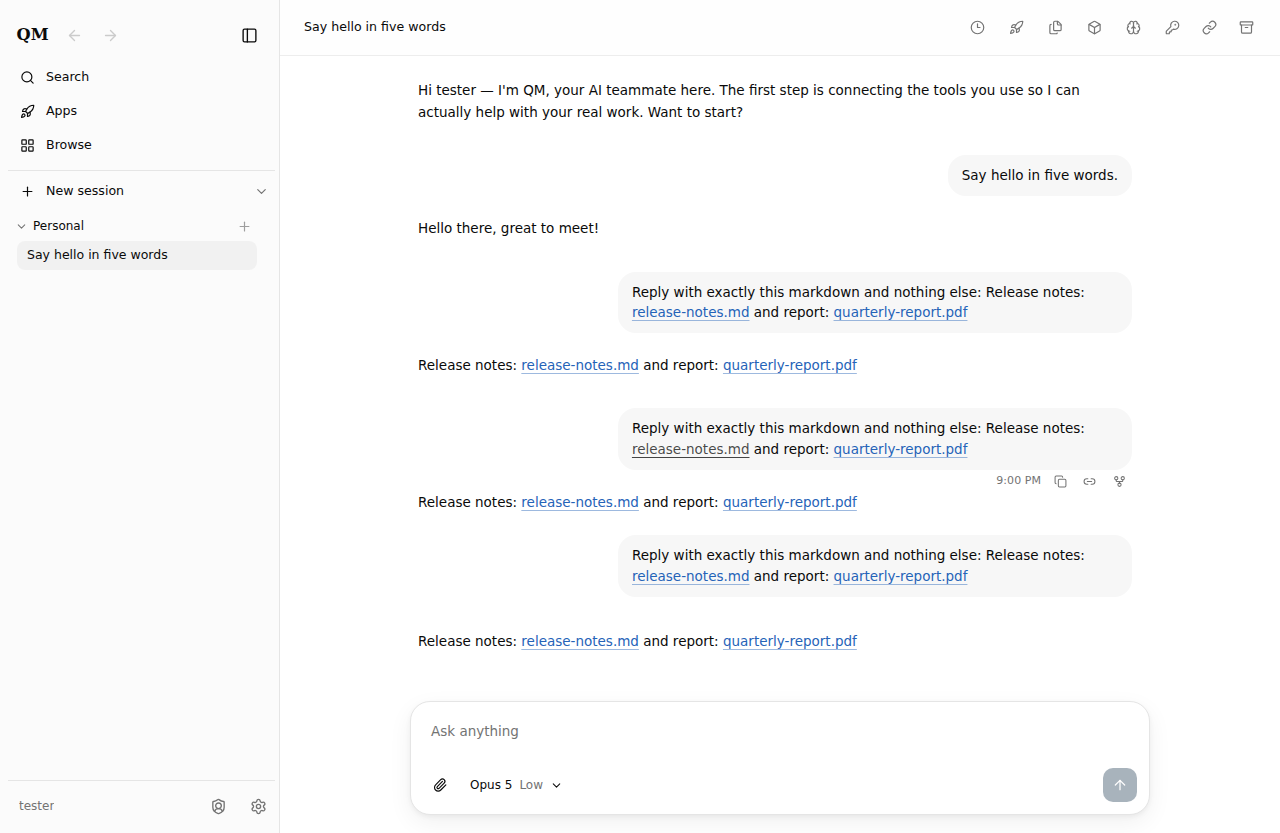 QM
Search
Apps
Browse
New session
Personal
Say hello in five words
tester
Say hello in five words
Hi tester — I'm QM, your AI teammate here. The first step is connecting the tools you use so I can
actually help with your real work. Want to start?
Say hello in five words.
Hello there, great to meet!
Reply with exactly this markdown and nothing else: Release notes:
release-notes.md and report: quarterly-report.pdf
Release notes: release-notes.md and report: quarterly-report.pdf
Reply with exactly this markdown and nothing else: Release notes:
release-notes.md and report: quarterly-report.pdf
9:00 PM
Release notes: release-notes.md and report: quarterly-report.pdf
Reply with exactly this markdown and nothing else: Release notes:
release-notes.md and report: quarterly-report.pdf
Release notes: release-notes.md and report: quarterly-report.pdf
Ask anything
Opus 5 Low